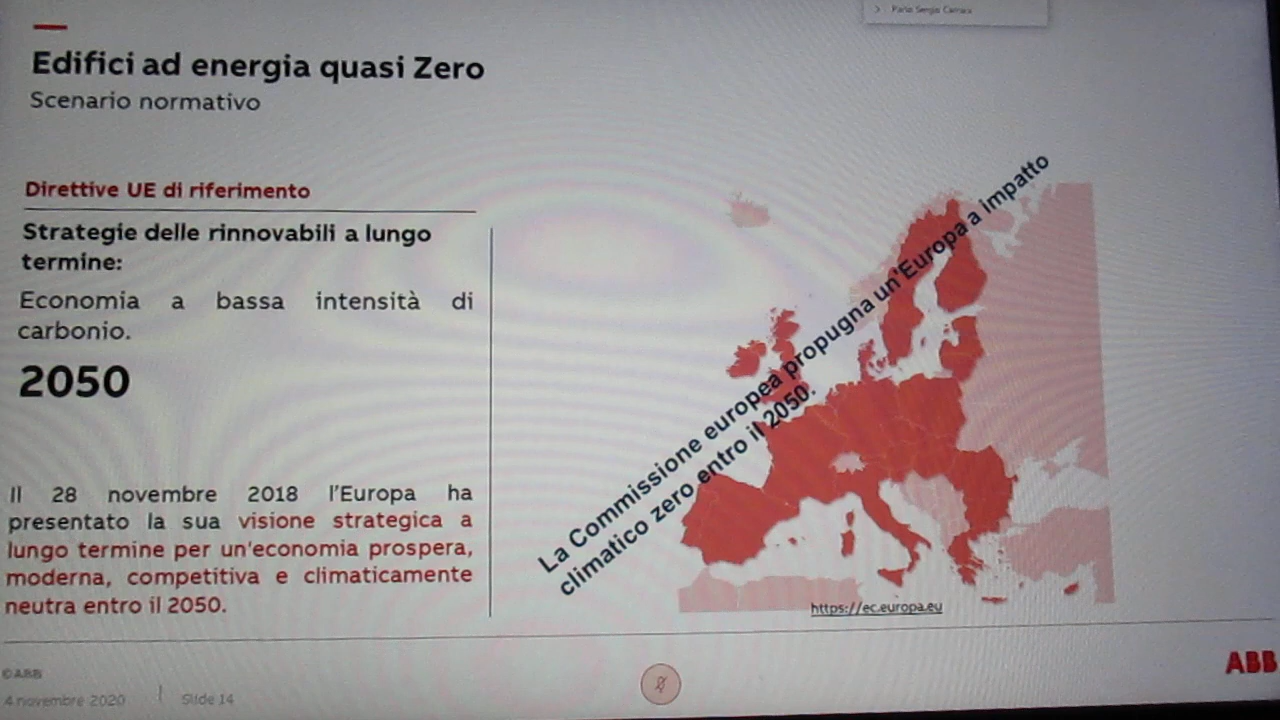 Parla: Sergio Carrara
Edifici ad energia quasi Zero
Scenario normativo
Direttive UE di riferimento
Strategie delle rinnovabili a lungo
termine:
Economia a bassa intensità di
carbonio.
2050
Il 28 novembre 2018 l'Europa ha
presentato la sua visione strategica a
lungo termine per un'economia prospera,
moderna, competitiva e climaticamente
neutra entro il 2050.
La Commissione europea propugna un'Europa a impatto
climatico zero entro il 2050.
https://ec.europa.eu
©ABB
4 novembre 2020
Slide 14
ABB